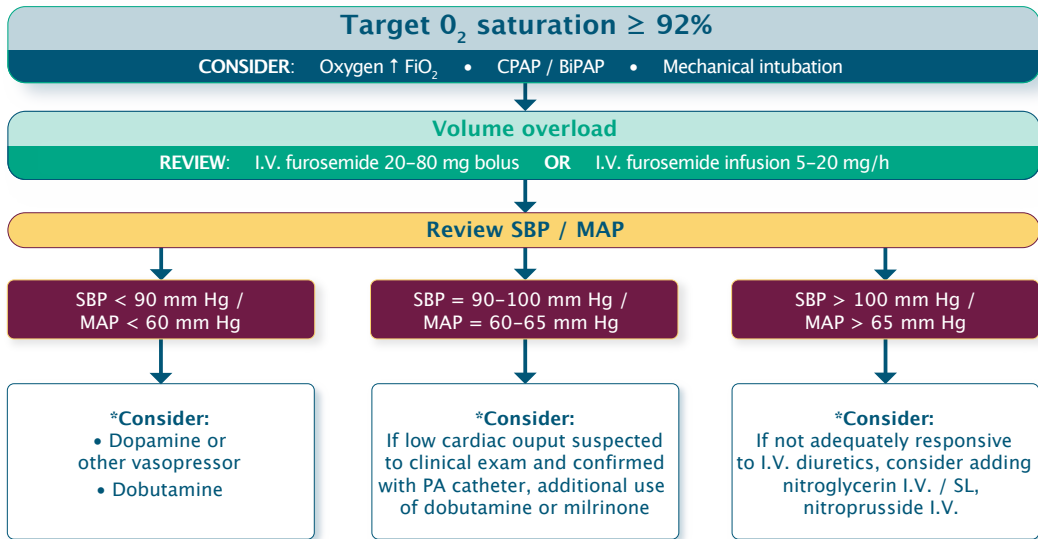 Target 0₂ saturation ≥ 92%
CONSIDER: Oxygen ↑ FiO₂ • CPAP / BiPAP • Mechanical intubation
Volume overload
REVIEW: I.V. furosemide 20–80 mg bolus OR I.V. furosemide infusion 5–20 mg/h
Review SBP / MAP
SBP < 90 mm Hg /
MAP < 60 mm Hg
SBP = 90–100 mm Hg /
MAP = 60–65 mm Hg
SBP > 100 mm Hg /
MAP > 65 mm Hg
*Consider:
• Dopamine or
other vasopressor
• Dobutamine
*Consider:
If low cardiac ouput suspected
to clinical exam and confirmed
with PA catheter, additional use
of dobutamine or milrinone
*Consider:
If not adequately responsive
to I.V. diuretics, consider adding
nitroglycerin I.V. / SL,
nitroprusside I.V.